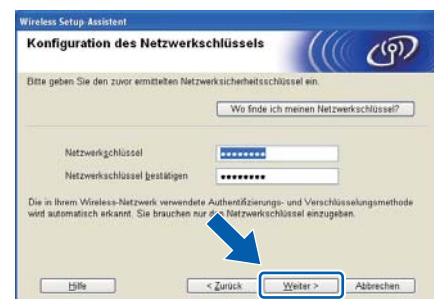 Wireless Setup-Assistent
Konfiguration des Netzwerkschlüssels
Bitte geben Sie den zuvor ermittelten Netzwerksicherheitsschlüssel ein.
Wo finde ich meinen Netzwerkschlüssel?
Netzwerkschlüssel
Netzwerkschlüssel bestätigen
Die in Ihrem Wireless-Netzwerk verwendete Authentifizierungs- und Verschlüsselungsmethode
wird automatisch erkannt. Sie brauchen nur den Netzwerkschlüssel einzugeben.
Hilfe < Zurück Weiter > Abbrechen